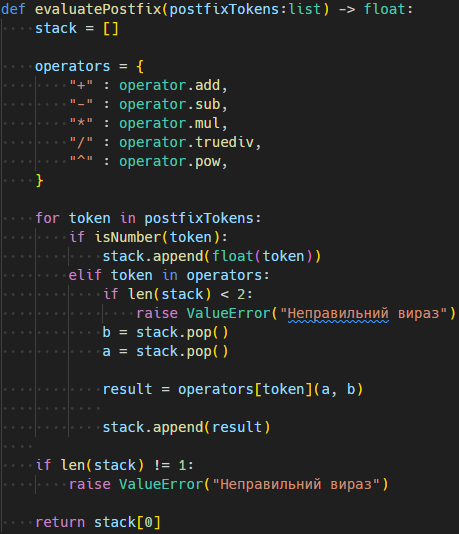 def evaluatePostfix(postfixTokens:list) -> float:
    stack = []

    operators = {
        "+" : operator.add,
        "-" : operator.sub,
        "*" : operator.mul,
        "/" : operator.truediv,
        "^" : operator.pow,
    }

    for token in postfixTokens:
        if isNumber(token):
            stack.append(float(token))
        elif token in operators:
            if len(stack) < 2:
                raise ValueError("Неправильний вираз")
            b = stack.pop()
            a = stack.pop()

            result = operators[token](a, b)

            stack.append(result)

    if len(stack) != 1:
        raise ValueError("Неправильний вираз")

    return stack[0]